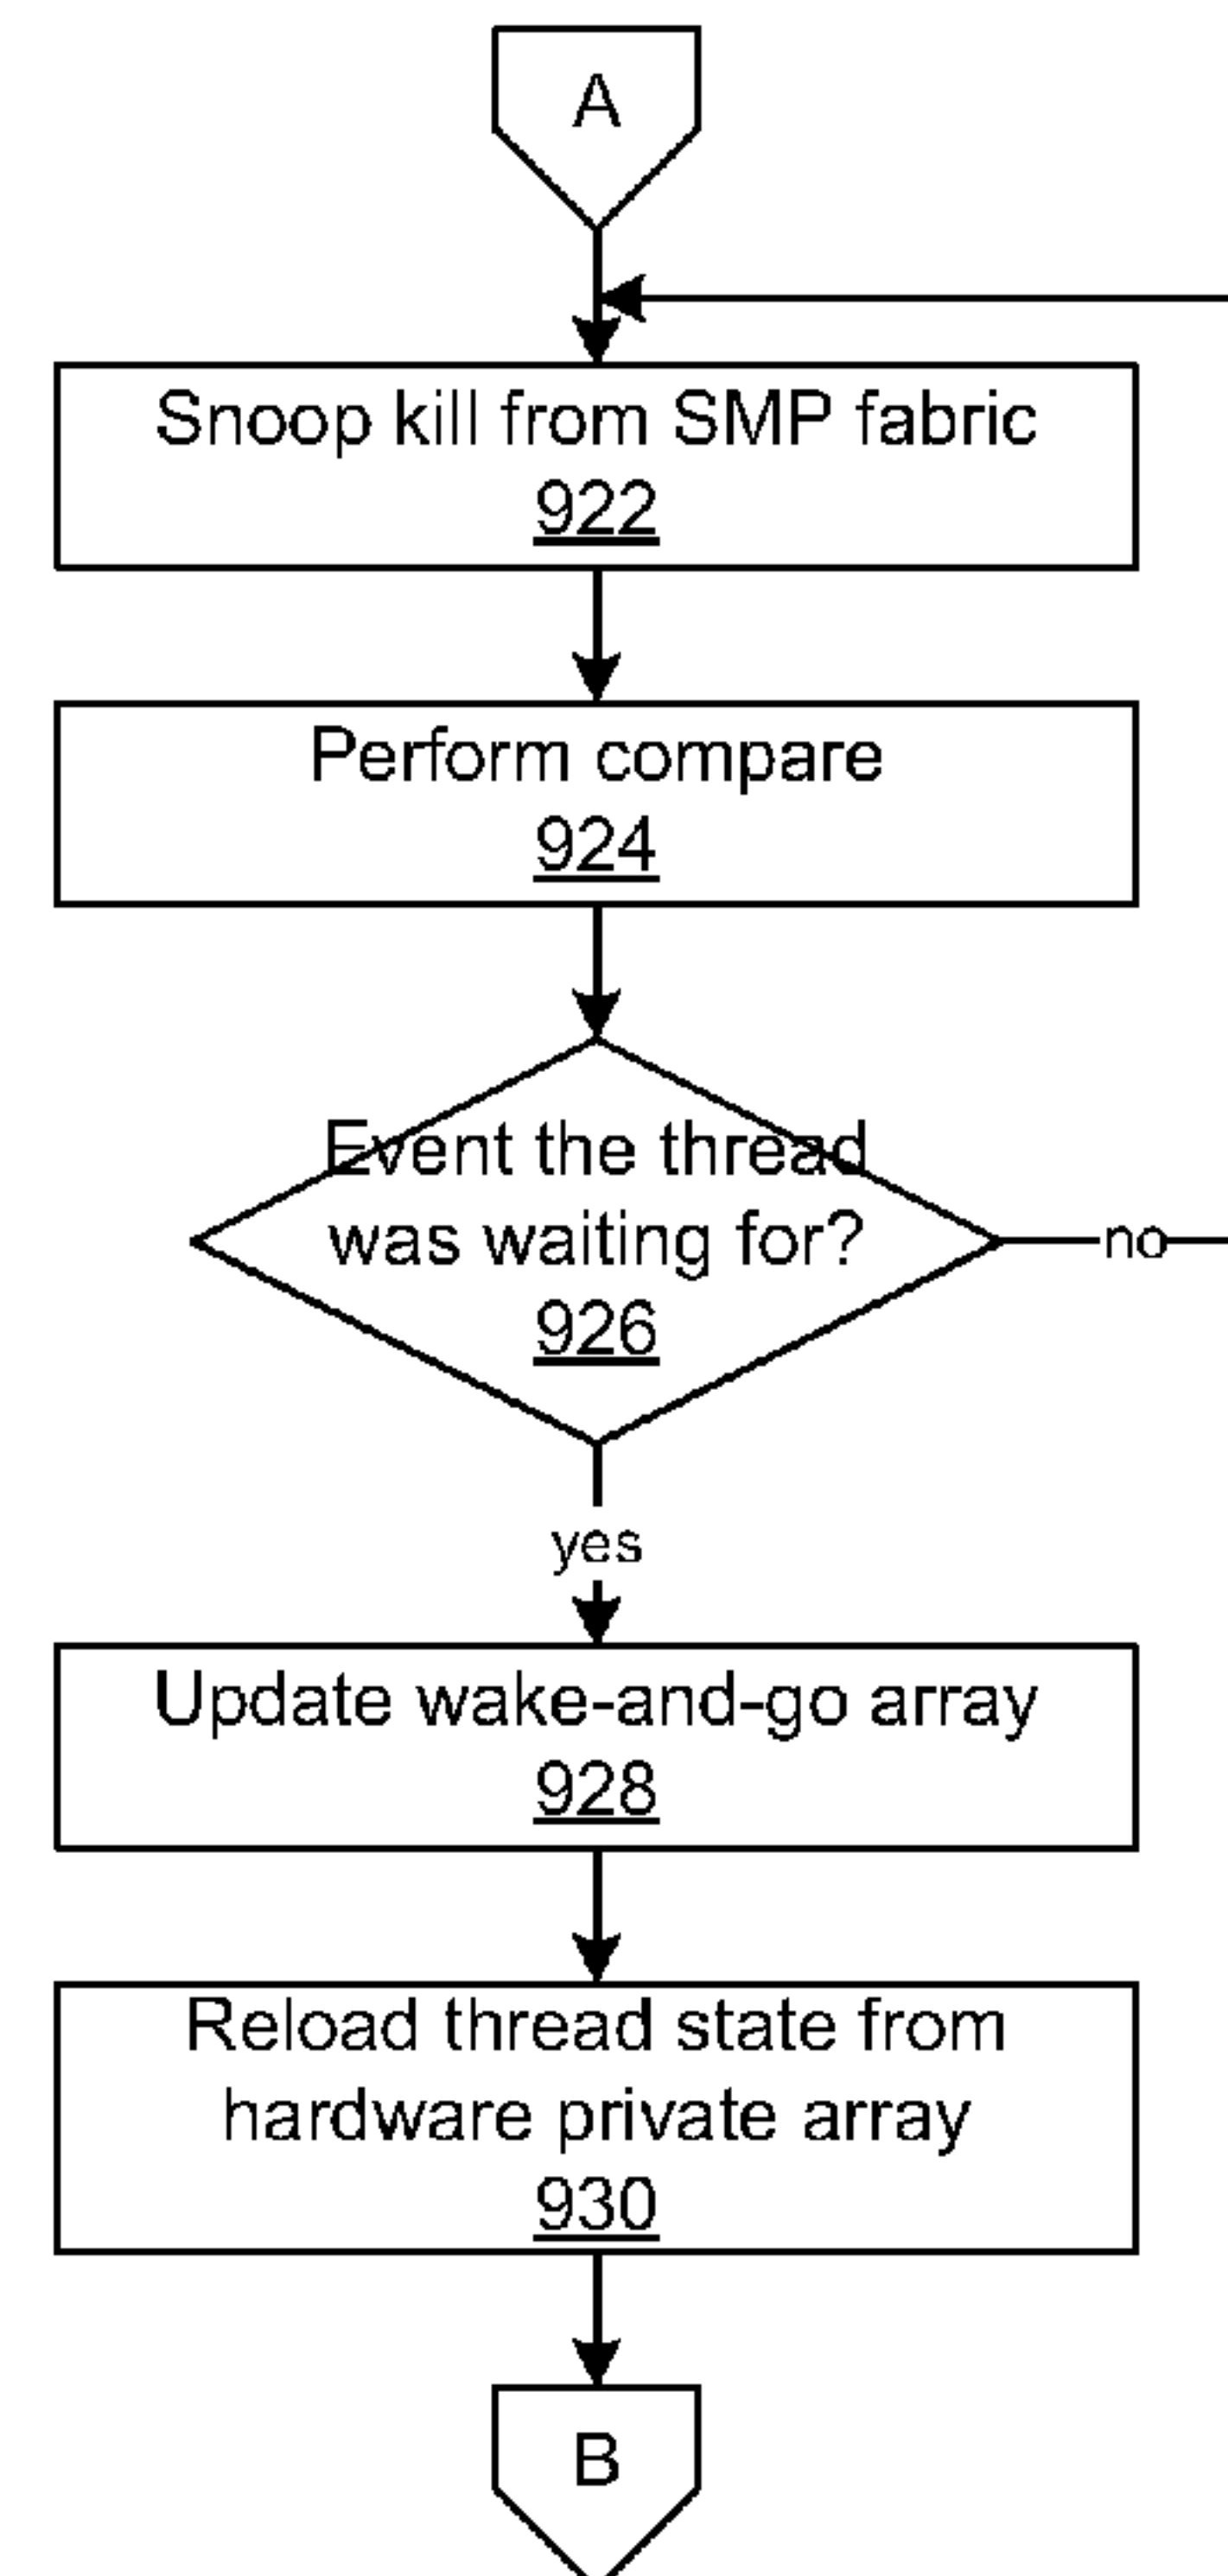 A
Snoop kill from SMP fabric
922
Perform compare
924
Event the thread
was waiting for?
926
no
yes
Update wake-and-go array
928
Reload thread state from
hardware private array
930
B